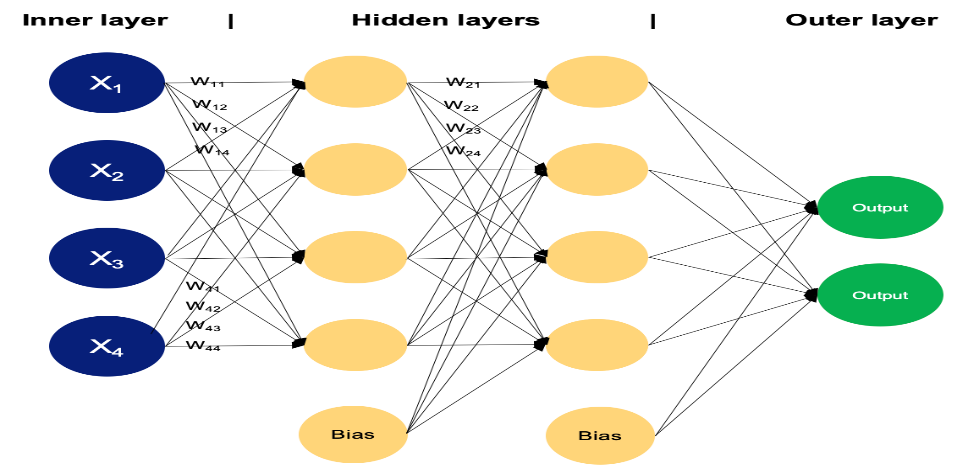 Inner layer | Hidden layers | Outer layer
X₁
W₁₁
W₁₂
W₁₃
W₁₄
W₂₁
W₂₂
W₂₃
W₂₄
X₂
Output
X₃
W₄₁
W₄₂
W₄₃
W₄₄
Output
X₄
Bias
Bias